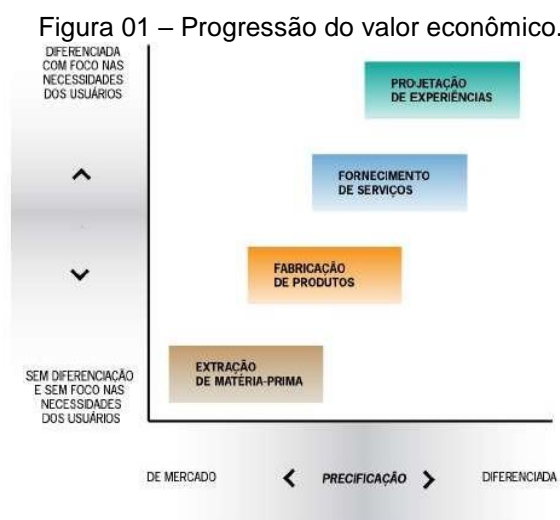 Figura 01 – Progressão do valor econômico.
DIFERENCIADA
COM FOCO NAS
NECESSIDADES
DOS USUÁRIOS
PROJETAÇÃO
DE EXPERIÊNCIAS
FORNECIMENTO
DE SERVIÇOS
FABRICAÇÃO
DE PRODUTOS
EXTRAÇÃO
DE MATÉRIA-PRIMA
SEM DIFERENCIAÇÃO
E SEM FOCO NAS
NECESSIDADES
DOS USUÁRIOS
DE MERCADO
PRECIFICAÇÃO
DIFERENCIADA